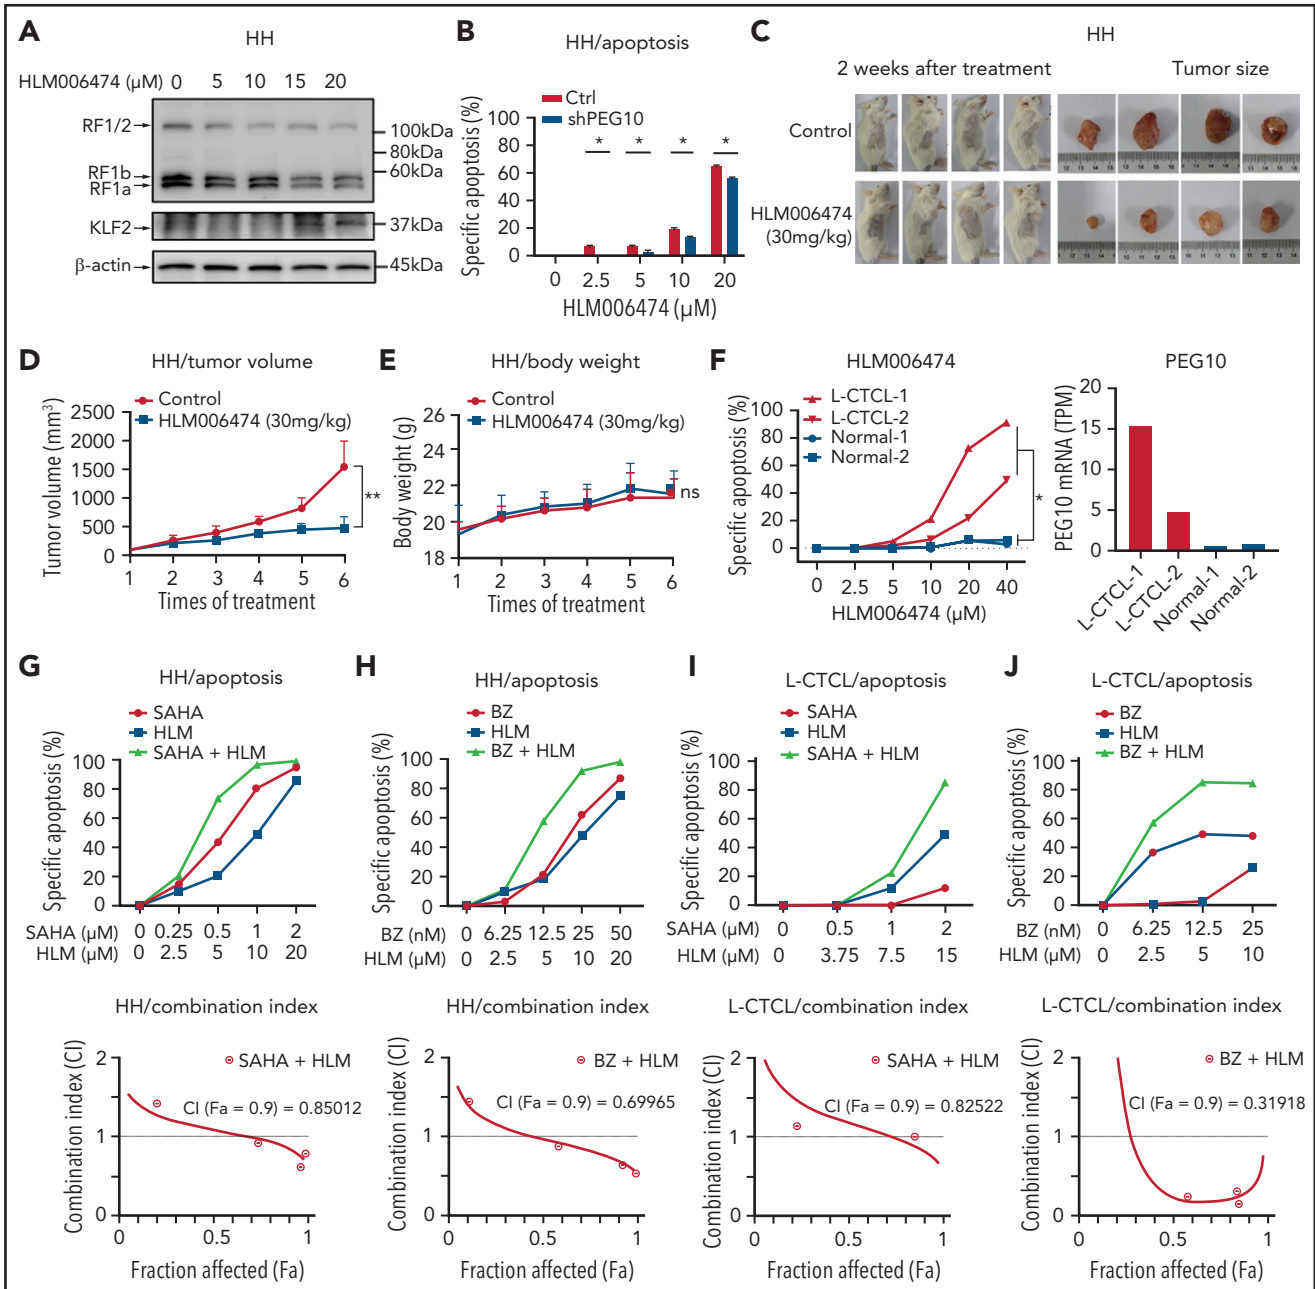 A
HH
HLM006474 (µM) 0 5 10 15 20
RF1/2
100kDa
80kDa
RF1b
60kDa
RF1a
KLF2
37kDa
β-actin
45kDa
B
HH/apoptosis
Ctrl
shPEG10
Specific apoptosis (%)
100
80
60
40
20
0
* * * *
0 2.5 5 10 20
HLM006474 (µM)
C
HH
2 weeks after treatment
Tumor size
Control
HLM006474
(30mg/kg)
D
HH/tumor volume
Control
HLM006474 (30mg/kg)
Tumor volume (mm³)
2500
2000
1500
1000
500
0
**
1 2 3 4 5 6
Times of treatment
E
HH/body weight
Control
HLM006474 (30mg/kg)
Body weight (g)
26
24
22
20
18
ns
1 2 3 4 5 6
Times of treatment
F
HLM006474
L-CTCL-1
L-CTCL-2
Normal-1
Normal-2
Specific apoptosis (%)
100
80
60
40
20
0
*
0 2.5 5 10 20 40
HLM006474 (µM)
PEG10
PEG10 mRNA (TPM)
20
15
10
5
0
L-CTCL-1
L-CTCL-2
Normal-1
Normal-2
G
HH/apoptosis
SAHA
HLM
SAHA + HLM
Specific apoptosis (%)
100
80
60
40
20
0
SAHA (µM) 0 0.25 0.5 1 2
HLM (µM) 0 2.5 5 10 20
H
HH/apoptosis
BZ
HLM
BZ + HLM
Specific apoptosis (%)
100
80
60
40
20
0
BZ (nM) 0 6.25 12.5 25 50
HLM (µM) 0 2.5 5 10 20
I
L-CTCL/apoptosis
SAHA
HLM
SAHA + HLM
Specific apoptosis (%)
100
80
60
40
20
0
SAHA (µM) 0 0.5 1 2
HLM (µM) 0 3.75 7.5 15
J
L-CTCL/apoptosis
BZ
HLM
BZ + HLM
Specific apoptosis (%)
100
80
60
40
20
0
BZ (nM) 0 6.25 12.5 25
HLM (µM) 0 2.5 5 10
HH/combination index
SAHA + HLM
CI (Fa = 0.9) = 0.85012
Combination index (CI)
2
1
0
0 0.5 1
Fraction affected (Fa)
HH/combination index
BZ + HLM
CI (Fa = 0.9) = 0.69965
Combination index (CI)
2
1
0
0 0.5 1
Fraction affected (Fa)
L-CTCL/combination index
SAHA + HLM
CI (Fa = 0.9) = 0.82522
Combination index (CI)
2
1
0
0 0.5 1
Fraction affected (Fa)
L-CTCL/combination index
BZ + HLM
CI (Fa = 0.9) = 0.31918
Combination index (CI)
2
1
0
0 0.5 1
Fraction affected (Fa)